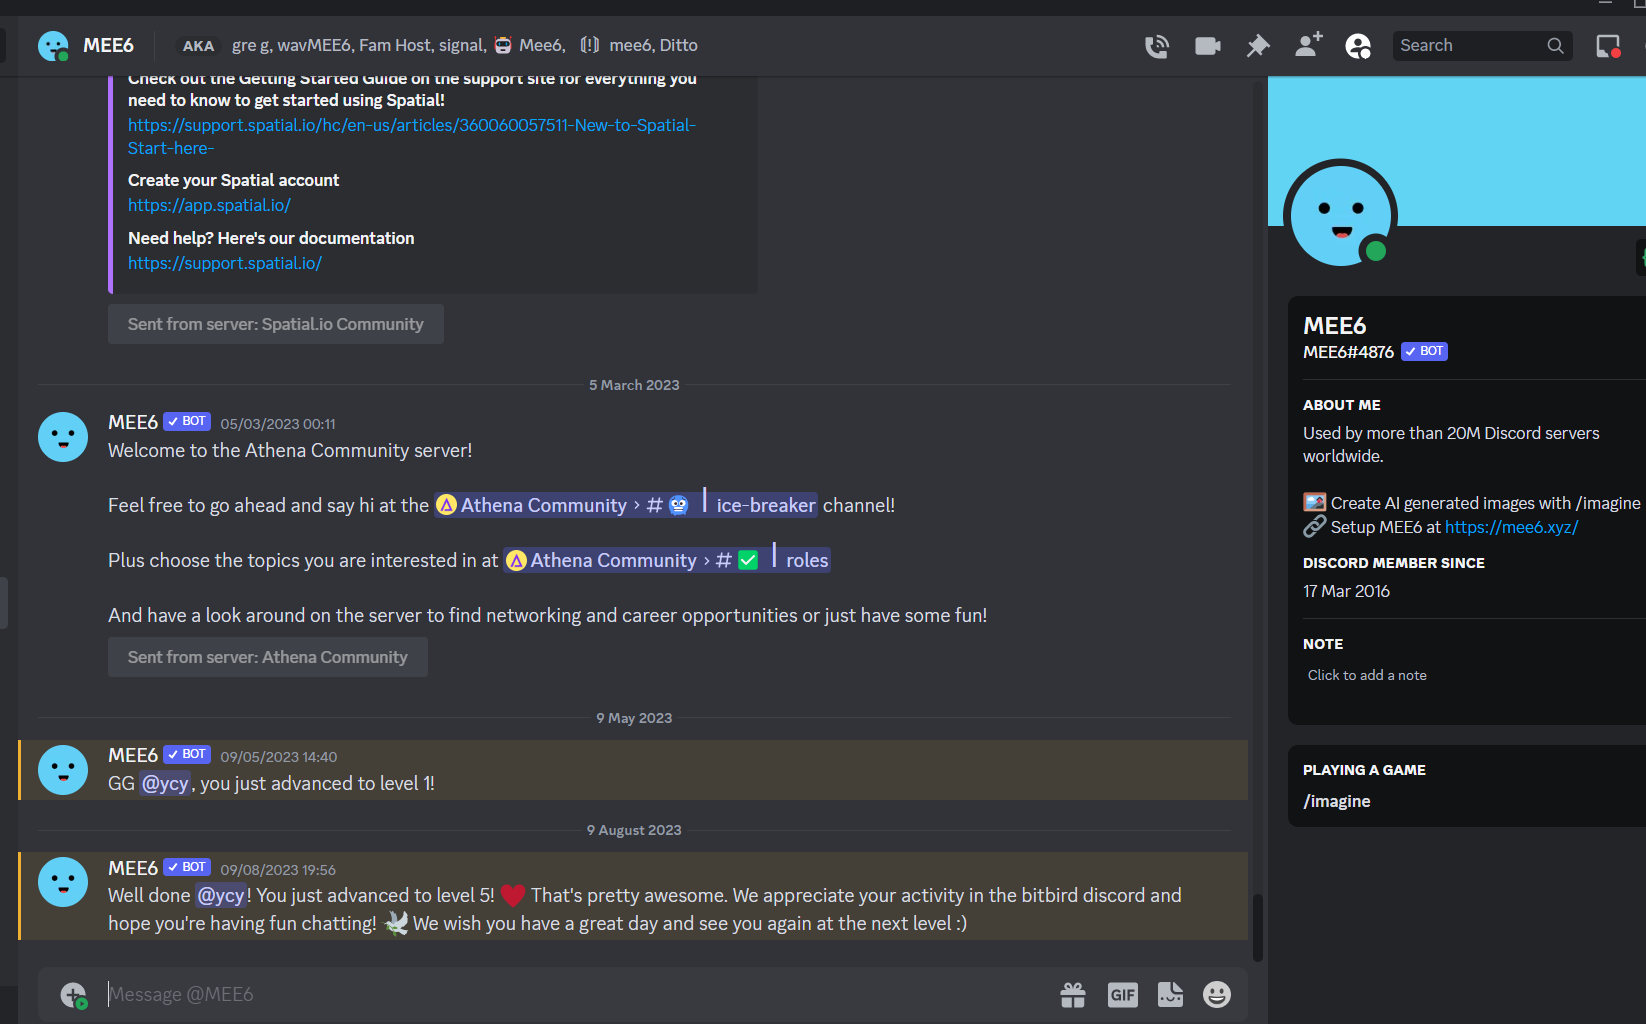 MEE6
AKA gre g, wavMEE6, Fam Host, signal, 🤖 Mee6, [!] mee6, Ditto
Search
Check out the Getting Started Guide on the support site for everything you
need to know to get started using Spatial!
https://support.spatial.io/hc/en-us/articles/360060057511-New-to-Spatial-
Start-here-
Create your Spatial account
https://app.spatial.io/
Need help? Here's our documentation
https://support.spatial.io/
Sent from server: Spatial.io Community
5 March 2023
MEE6 ✓ BOT 05/03/2023 00:11
Welcome to the Athena Community server!
Feel free to go ahead and say hi at the Athena Community › # 🥶 | ice-breaker channel!
Plus choose the topics you are interested in at Athena Community › # ✅ | roles
And have a look around on the server to find networking and career opportunities or just have some fun!
Sent from server: Athena Community
9 May 2023
MEE6 ✓ BOT 09/05/2023 14:40
GG @ycy, you just advanced to level 1!
9 August 2023
MEE6 ✓ BOT 09/08/2023 19:56
Well done @ycy! You just advanced to level 5! ❤️ That's pretty awesome. We appreciate your activity in the bitbird discord and
hope you're having fun chatting! 🕊️ We wish you have a great day and see you again at the next level :)
Message @MEE6
GIF
MEE6
MEE6#4876 ✓ BOT
ABOUT ME
Used by more than 20M Discord servers
worldwide.
Create AI generated images with /imagine
🔗 Setup MEE6 at https://mee6.xyz/
DISCORD MEMBER SINCE
17 Mar 2016
NOTE
Click to add a note
PLAYING A GAME
/imagine